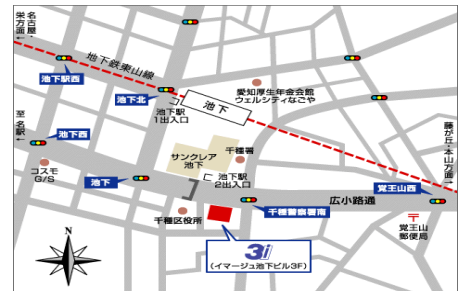 名古屋・
栄方面
地下鉄東山線
池下駅西
池下北
池下
池下駅
1出入口
愛知厚生年金会館
ウェルシティなごや
至名駅
池下西
コスモ
G/S
サンクレア
池下
千種署
池下駅
2出入口
藤が丘・本山方面
池下
広小路通
覚王山西
千種警察署南
千種区役所
覚王山
郵便局
3i
(イマージュ池下ビル3F)
N